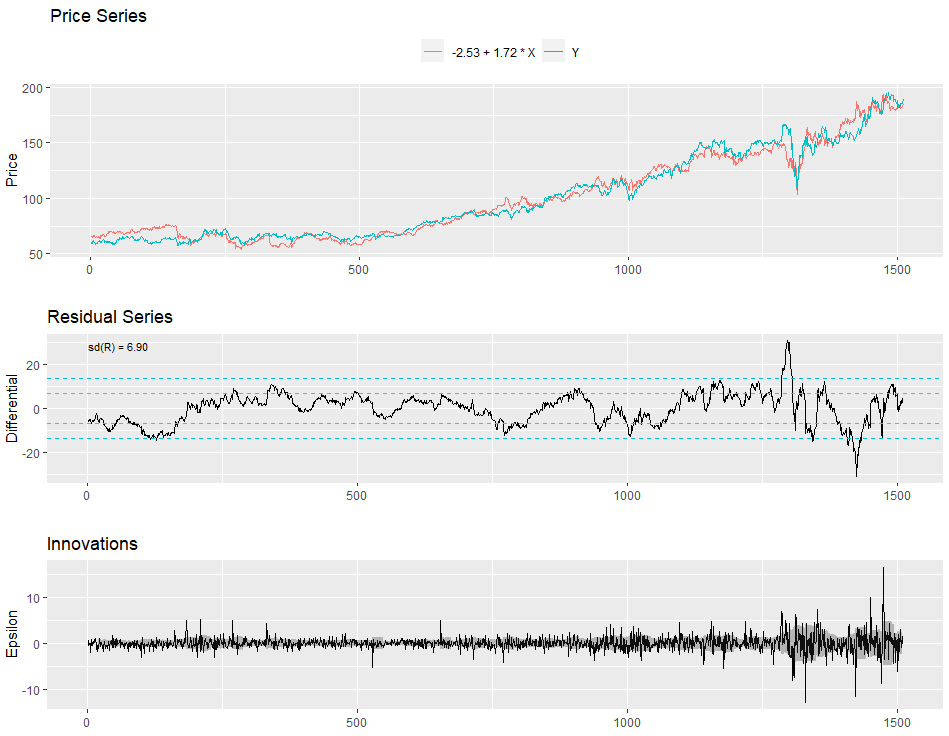 Price Series
-2.53 + 1.72 * X Y
Price
200
150
100
50
0 500 1000 1500
Residual Series
sd(R) = 6.90
Differential
20
0
-20
0 500 1000 1500
Innovations
Epsilon
10
0
-10
0 500 1000 1500